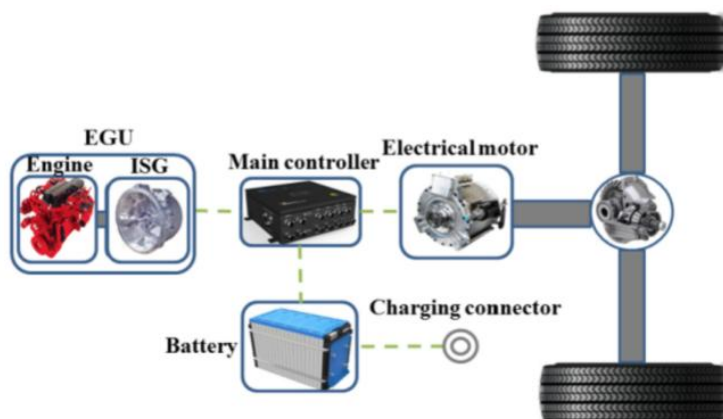 EGU
Engine
ISG
Main controller
Electrical motor
Battery
Charging connector